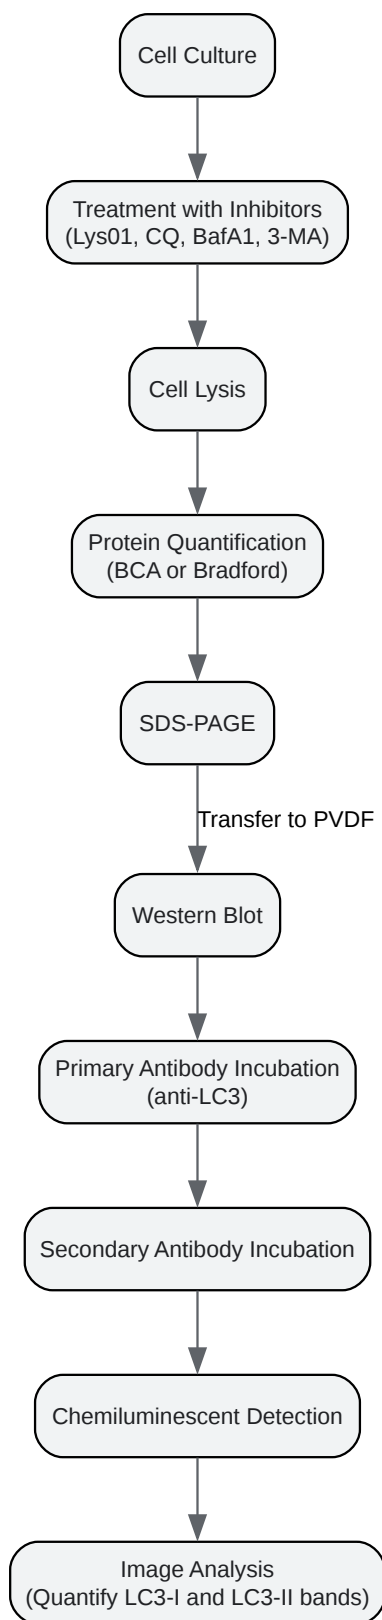 Cell Culture
Treatment with Inhibitors
(Lys01, CQ, BafA1, 3-MA)
Cell Lysis
Protein Quantification
(BCA or Bradford)
SDS-PAGE
Transfer to PVDF
Western Blot
Primary Antibody Incubation
(anti-LC3)
Secondary Antibody Incubation
Chemiluminescent Detection
Image Analysis
(Quantify LC3-I and LC3-II bands)